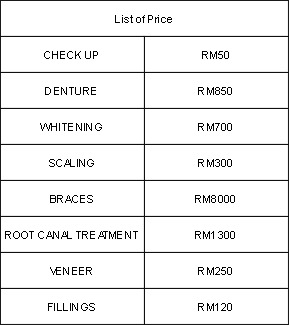 List of Price
CHECK UP RM50
DENTURE RM850
WHITENING RM700
SCALING RM300
BRACES RM8000
ROOT CANAL TREATMENT RM1300
VENEER RM250
FILLINGS RM120